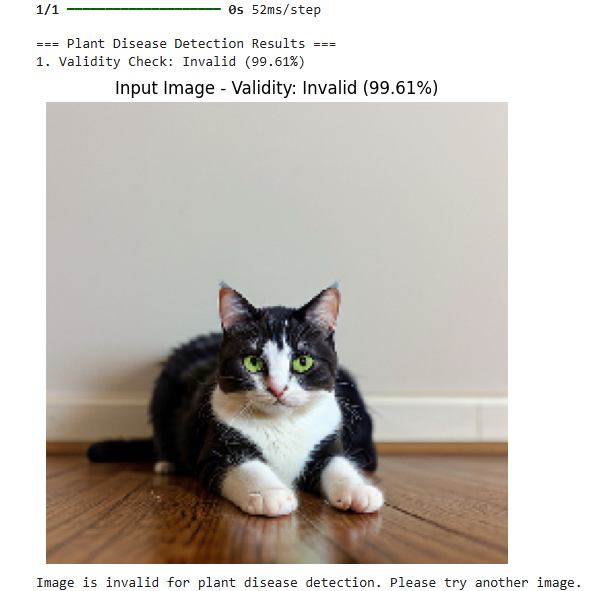 1/1 ━━━━━━━━━━━━━━━━━━━━ 0s 52ms/step
=== Plant Disease Detection Results ===
1. Validity Check: Invalid (99.61%)
Input Image - Validity: Invalid (99.61%)
Image is invalid for plant disease detection. Please try another image.